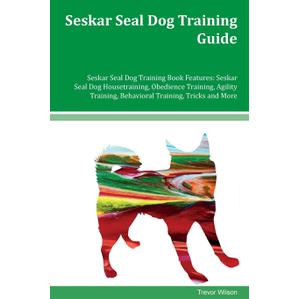 Seskar Seal Dog Training
Guide
Seskar Seal Dog Training Book Features: Seskar
Seal Dog Housetraining, Obedience Training, Agility
Training, Behavioral Training, Tricks and More
Trevor Wilson